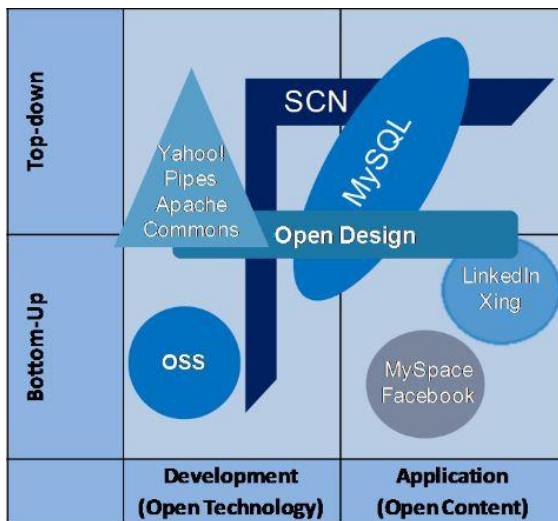 Top-down
SCN
MySQL
Yahoo!
Pipes
Apache
Commons
Open Design
Bottom-Up
LinkedIn
Xing
OSS
MySpace
Facebook
Development
(Open Technology)
Application
(Open Content)